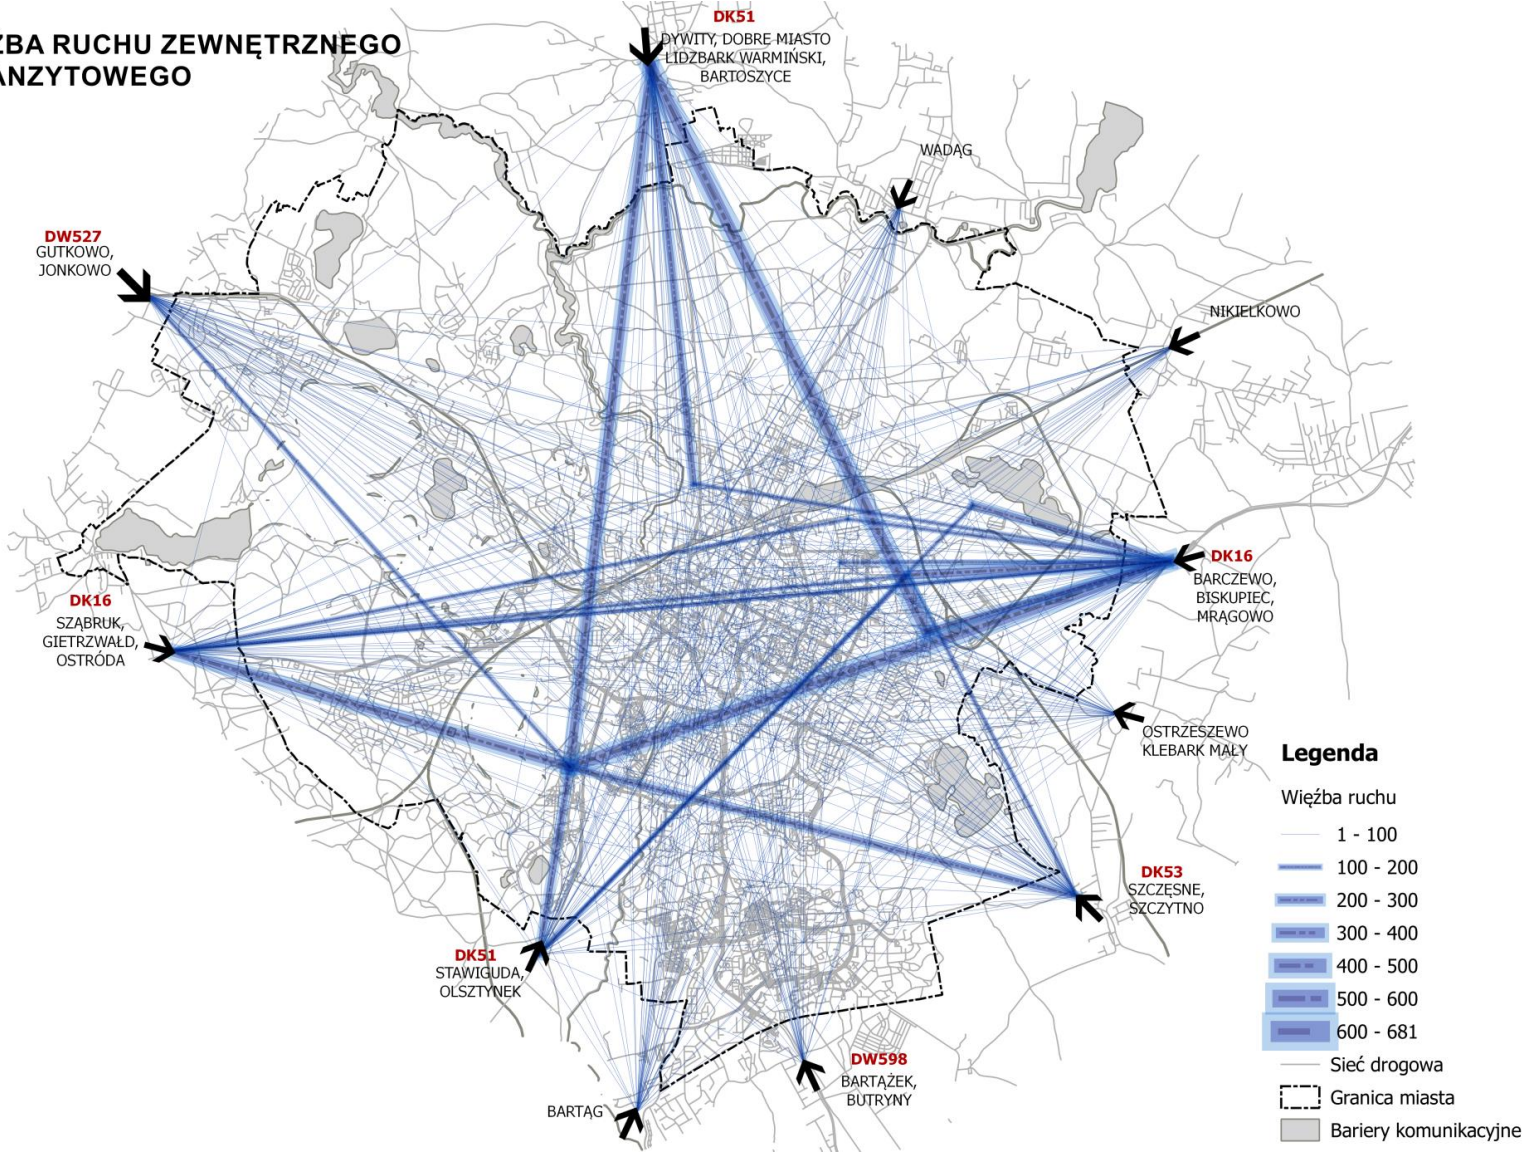 ZBA RUCHU ZEWNĘTRZNEGO
ANZYTOWEGO
DK51
DYWITY, DOBRE MIASTO
LIDZBARK WARMIŃSKI,
BARTOSZYCE
WADĄG
DW527
GUTKOWO,
JONKOWO
NIKIELKOWO
DK16
BARCZEWO,
BISKUPIEC,
MRĄGOWO
DK16
SZĄBRUK,
GIETRZWAŁD,
OSTRÓDA
OSTRZESZEWO
KLEBARK MAŁY
DK53
SZCZĘSNE,
SZCZYTNO
DK51
STAWIGUDA,
OLSZTYNEK
DW598
BARTĄŻEK,
BUTRYNY
BARTĄG
Legenda
Więźba ruchu
1 - 100
100 - 200
200 - 300
300 - 400
400 - 500
500 - 600
600 - 681
Sieć drogowa
Granica miasta
Bariery komunikacyjne